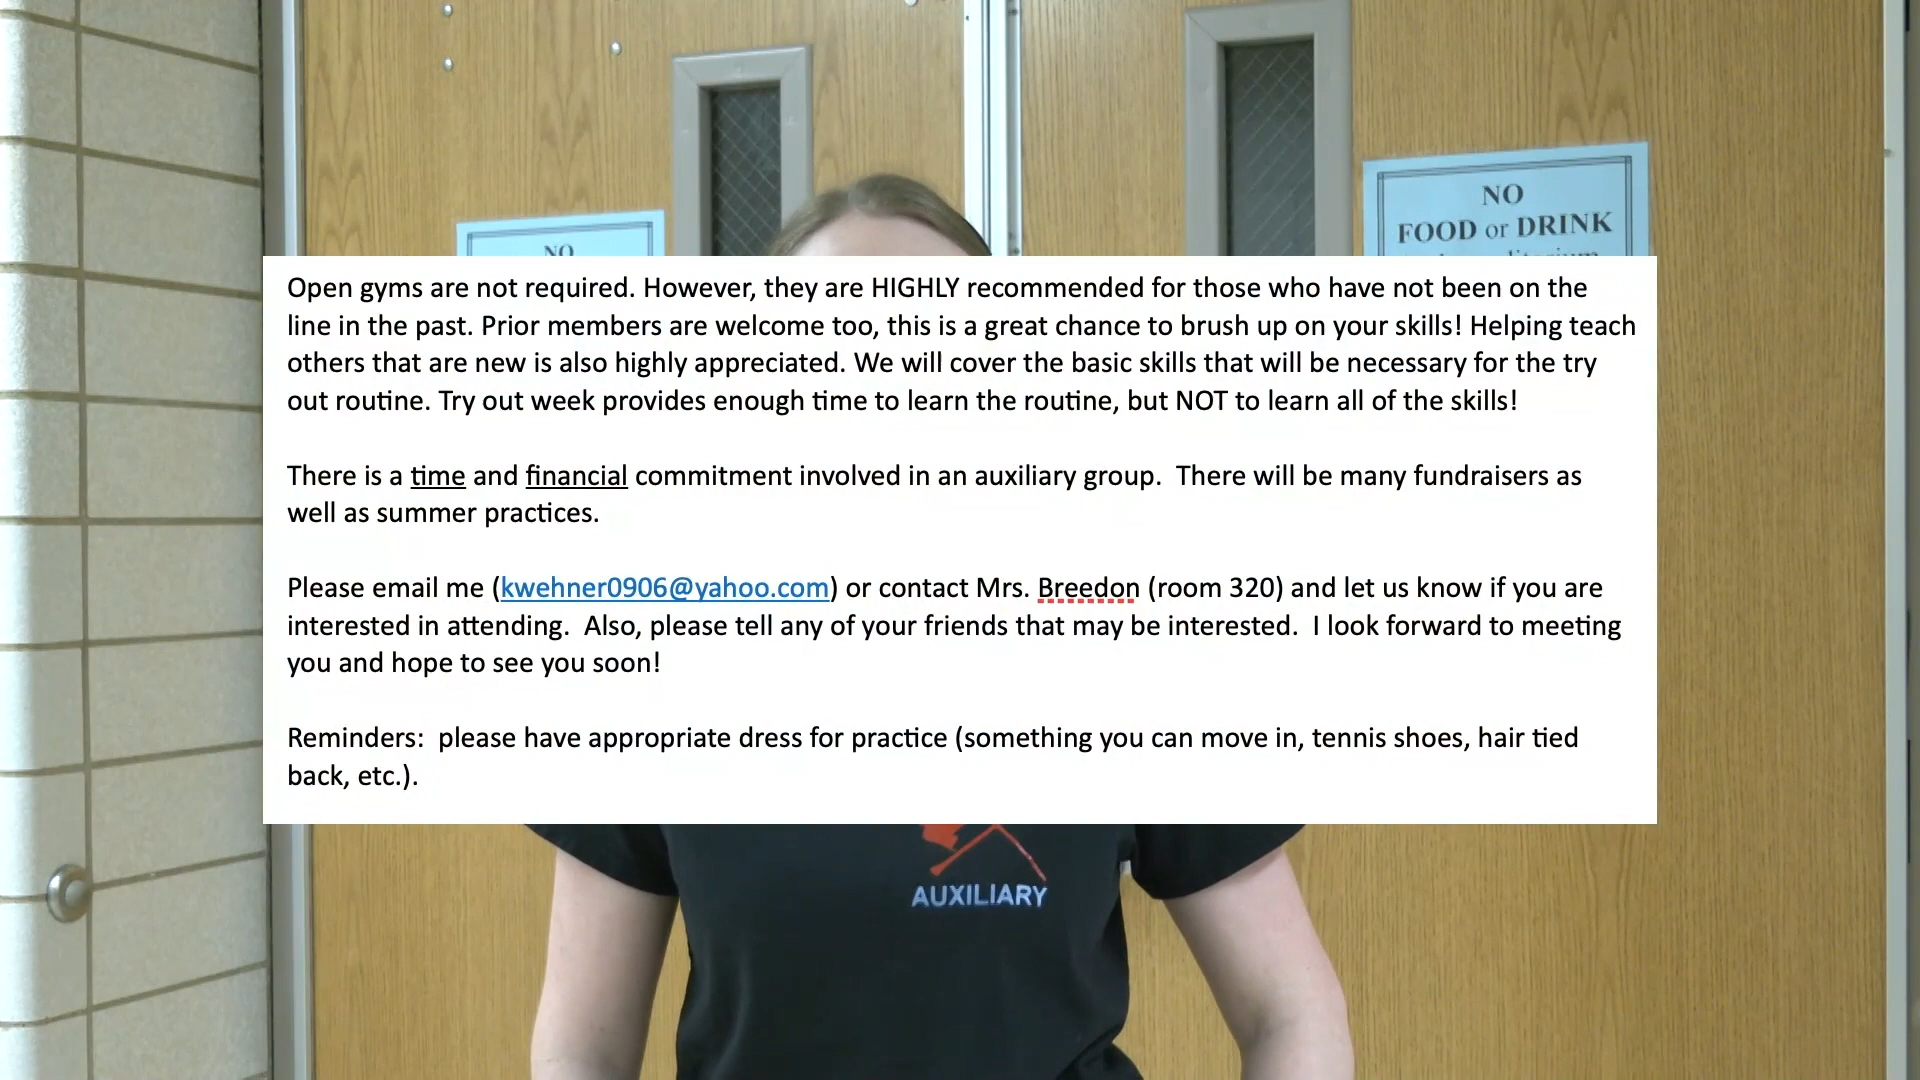 NO
NO
FOOD or DRINK
Open gyms are not required. However, they are HIGHLY recommended for those who have not been on the
line in the past. Prior members are welcome too, this is a great chance to brush up on your skills! Helping teach
others that are new is also highly appreciated. We will cover the basic skills that will be necessary for the try
out routine. Try out week provides enough time to learn the routine, but NOT to learn all of the skills!
There is a time and financial commitment involved in an auxiliary group.  There will be many fundraisers as
well as summer practices.
Please email me (kwehner0906@yahoo.com) or contact Mrs. Breedon (room 320) and let us know if you are
interested in attending.  Also, please tell any of your friends that may be interested.  I look forward to meeting
you and hope to see you soon!
Reminders:  please have appropriate dress for practice (something you can move in, tennis shoes, hair tied
back, etc.).
AUXILIARY